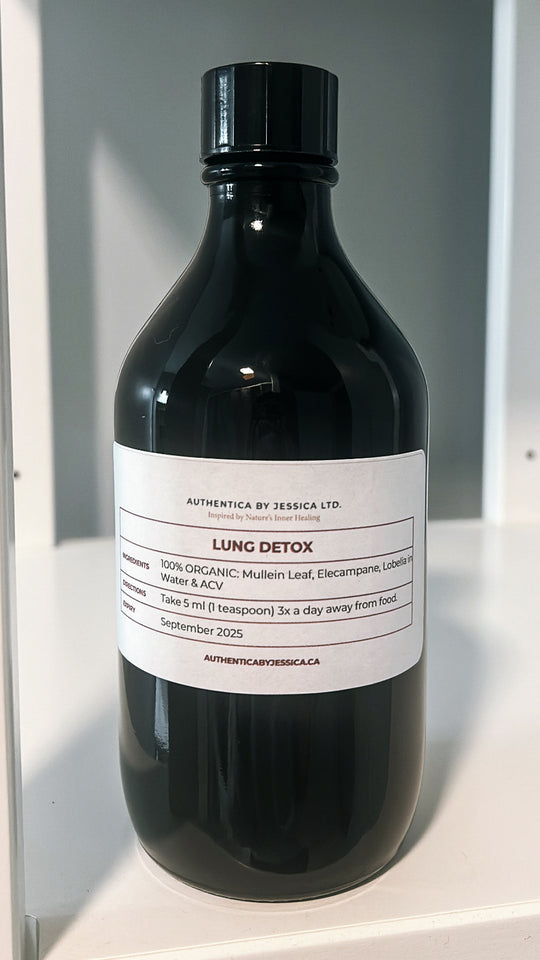 AUTHENTICA BY JESSICA LTD.
Inspired by Nature's Inner Healing
LUNG DETOX
INGREDIENTS 100% ORGANIC: Mullein Leaf, Elecampane, Lobelia in
Water & ACV
DIRECTIONS Take 5 ml (1 teaspoon) 3x a day away from food.
EXPIRY September 2025
AUTHENTICABYJESSICA.CA